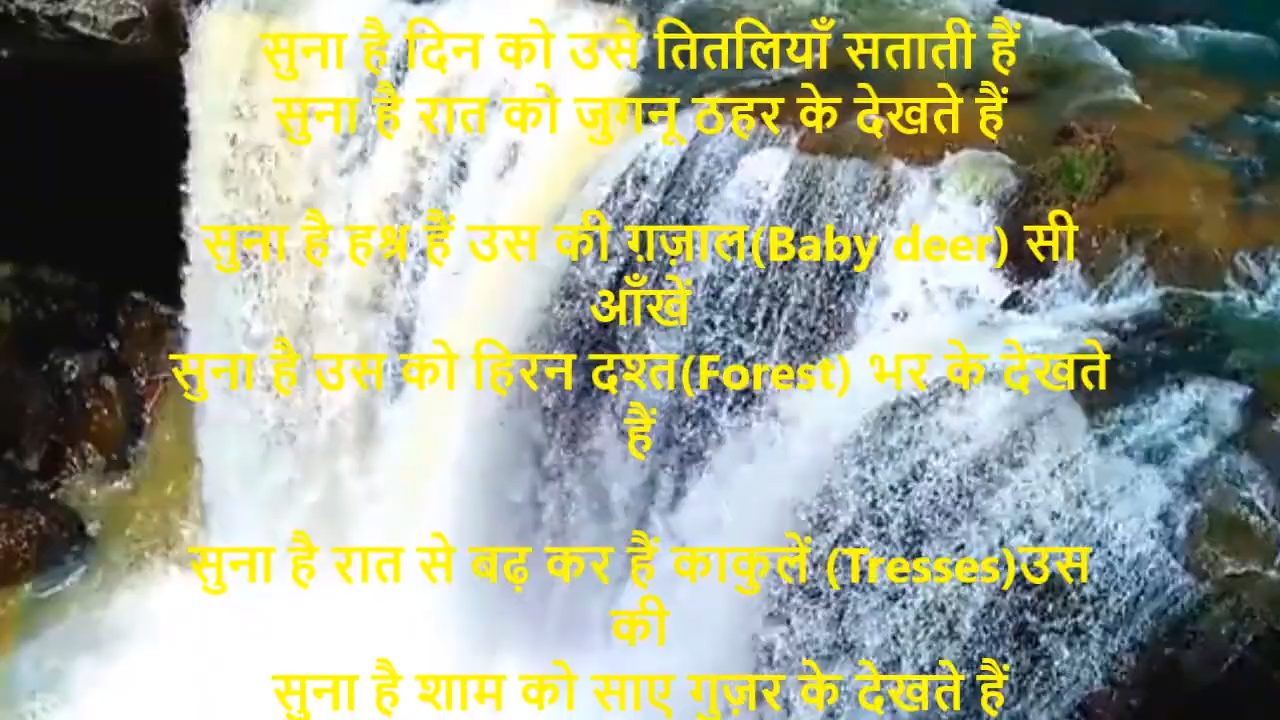 सुना है दिन को उसे तितलियाँ सताती हैं
सुना है रात को जुगनू ठहर के देखते हैं
सुना है हश्र हैं उस की ग़ज़ाल(Baby deer) सी
आँखें
सुना है उस को हिरन दश्त(Forest) भर के देखते
हैं
सुना है रात से बढ़ कर हैं काकुलें (Tresses)उस
की
सुना है शाम को साए गुज़र के देखते हैं